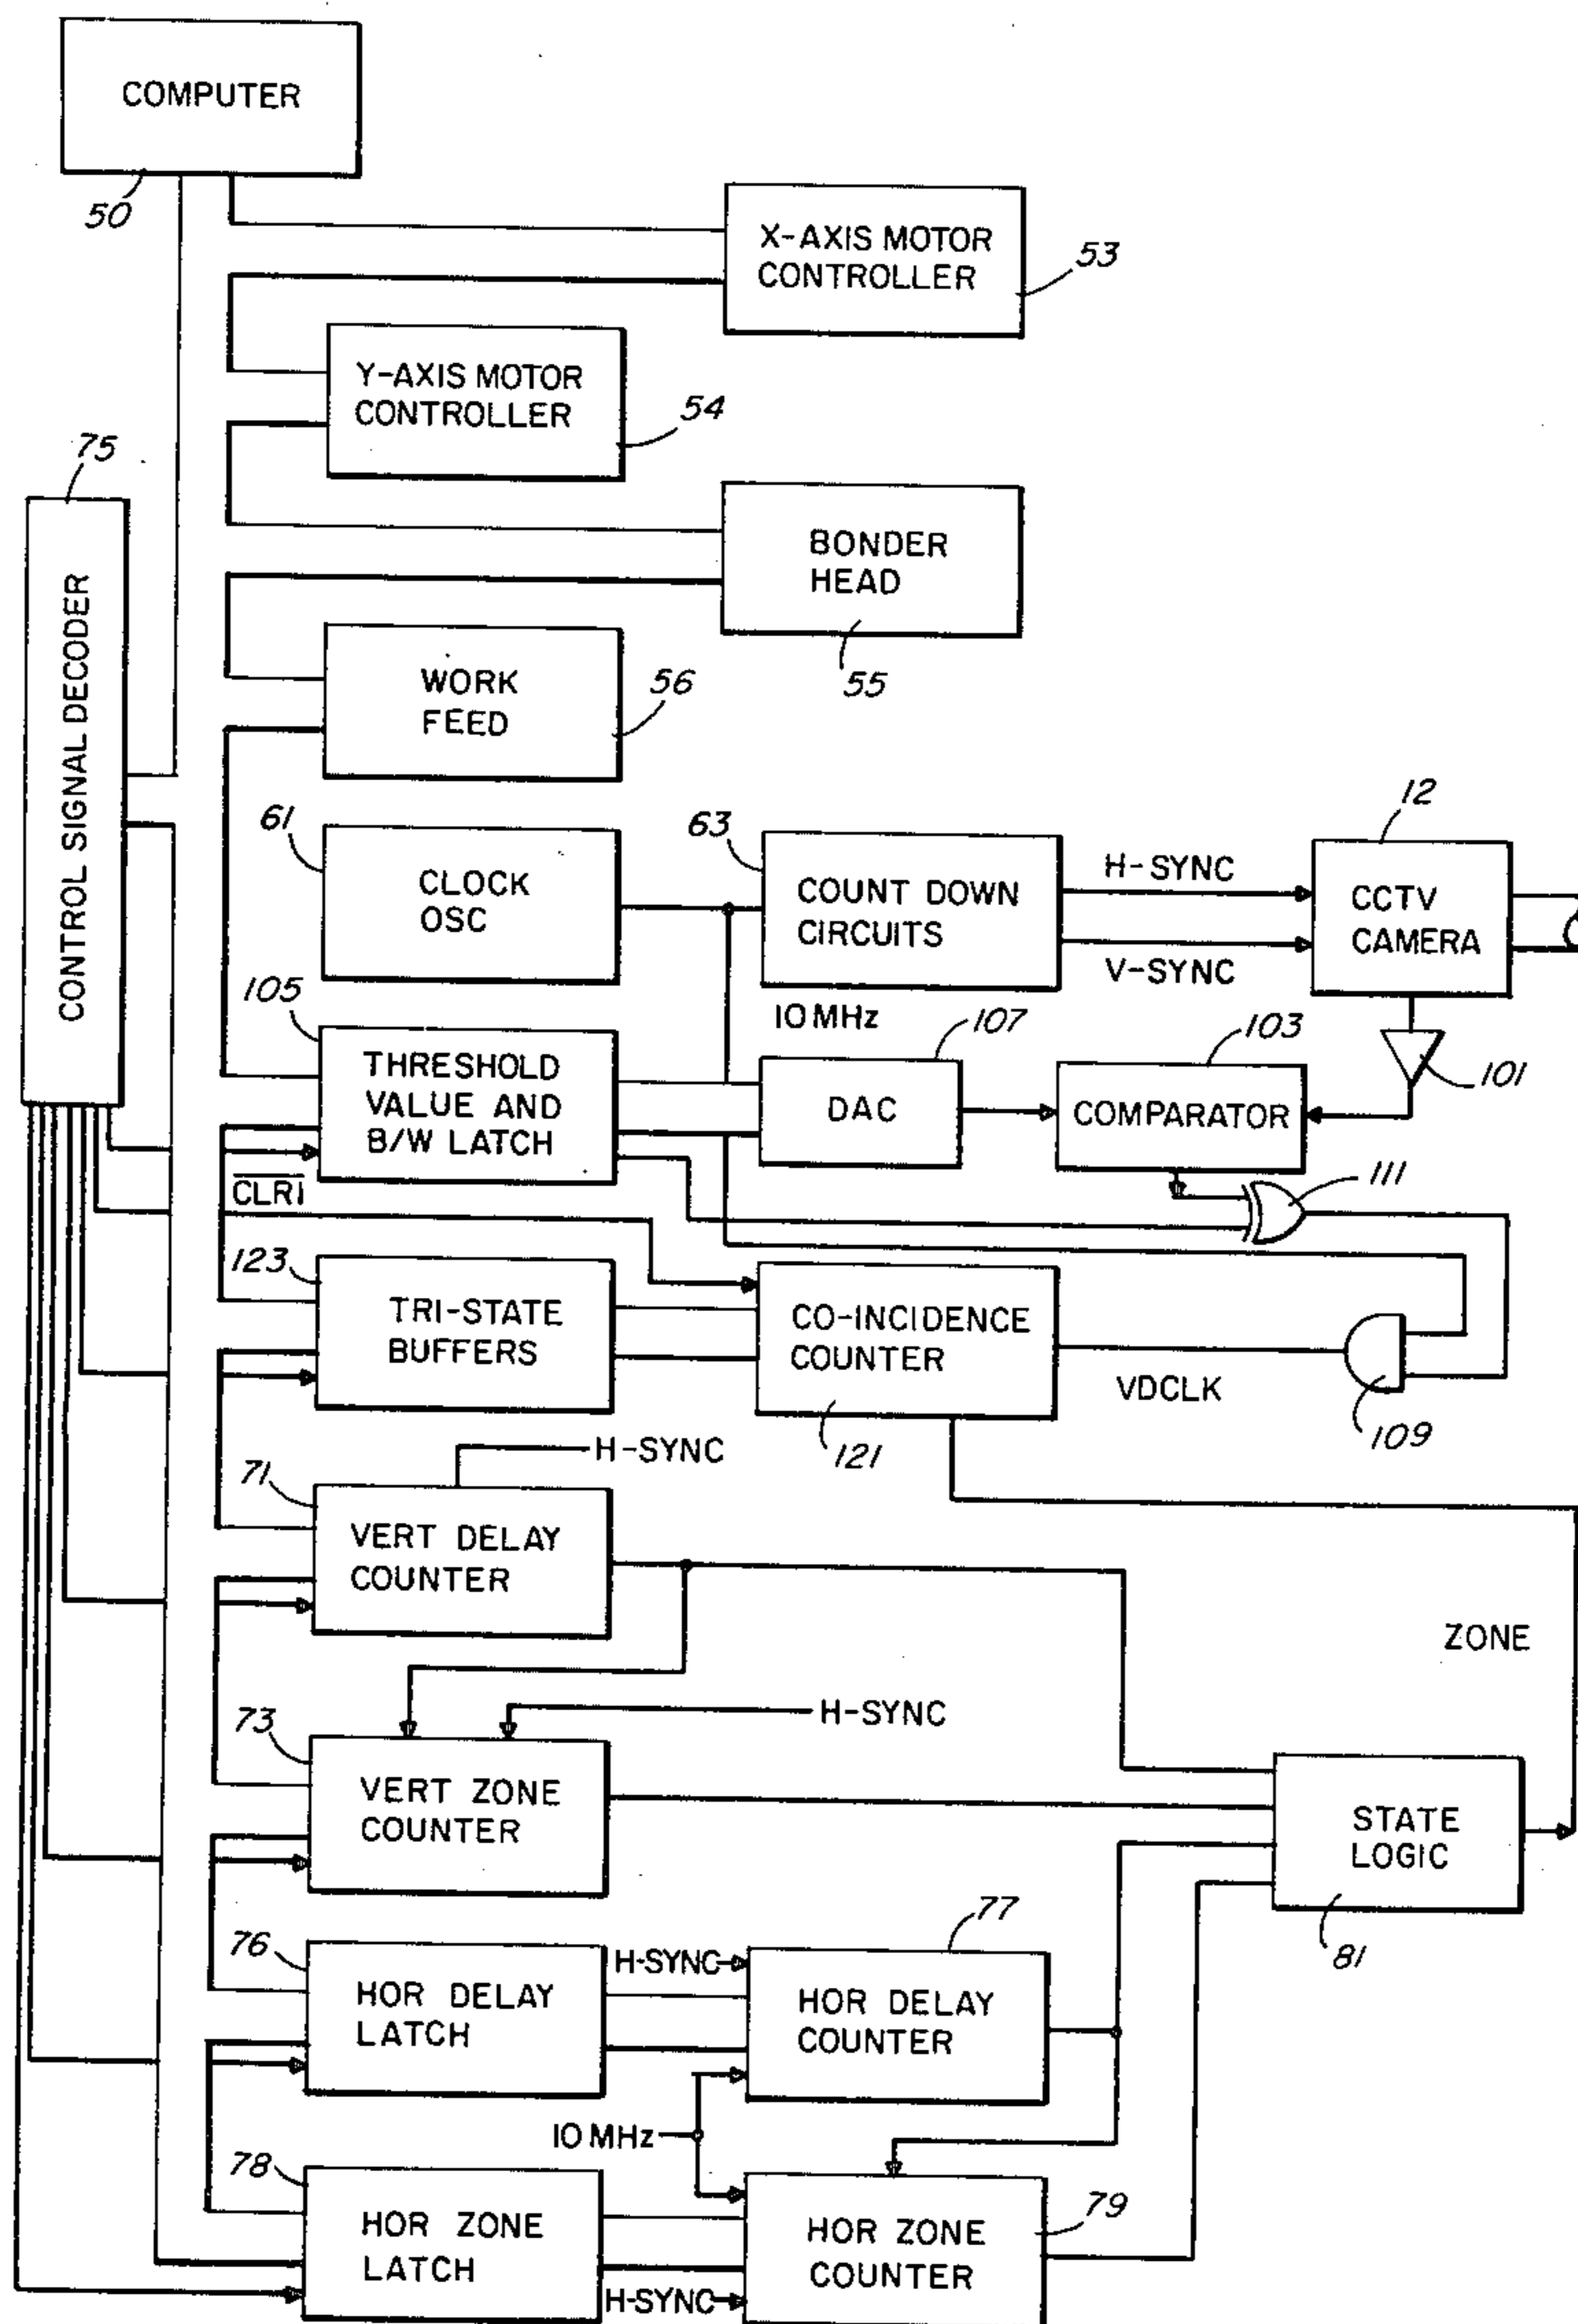 COMPUTER
50
X-AXIS MOTOR
CONTROLLER
53
Y-AXIS MOTOR
CONTROLLER
54
75
CONTROL SIGNAL DECODER
BONDER
HEAD
55
WORK
FEED
56
61
CLOCK
OSC
63
COUNT DOWN
CIRCUITS
H-SYNC
V-SYNC
12
CCTV
CAMERA
10 MHz
105
THRESHOLD
VALUE AND
B/W LATCH
107
DAC
103
COMPARATOR
101
CLR1
111
123
TRI-STATE
BUFFERS
CO-INCIDENCE
COUNTER
121
VDCLK
109
H-SYNC
71
VERT DELAY
COUNTER
ZONE
H-SYNC
73
VERT ZONE
COUNTER
STATE
LOGIC
81
76
HOR DELAY
LATCH
H-SYNC
77
HOR DELAY
COUNTER
10 MHz
78
HOR ZONE
LATCH
H-SYNC
79
HOR ZONE
COUNTER